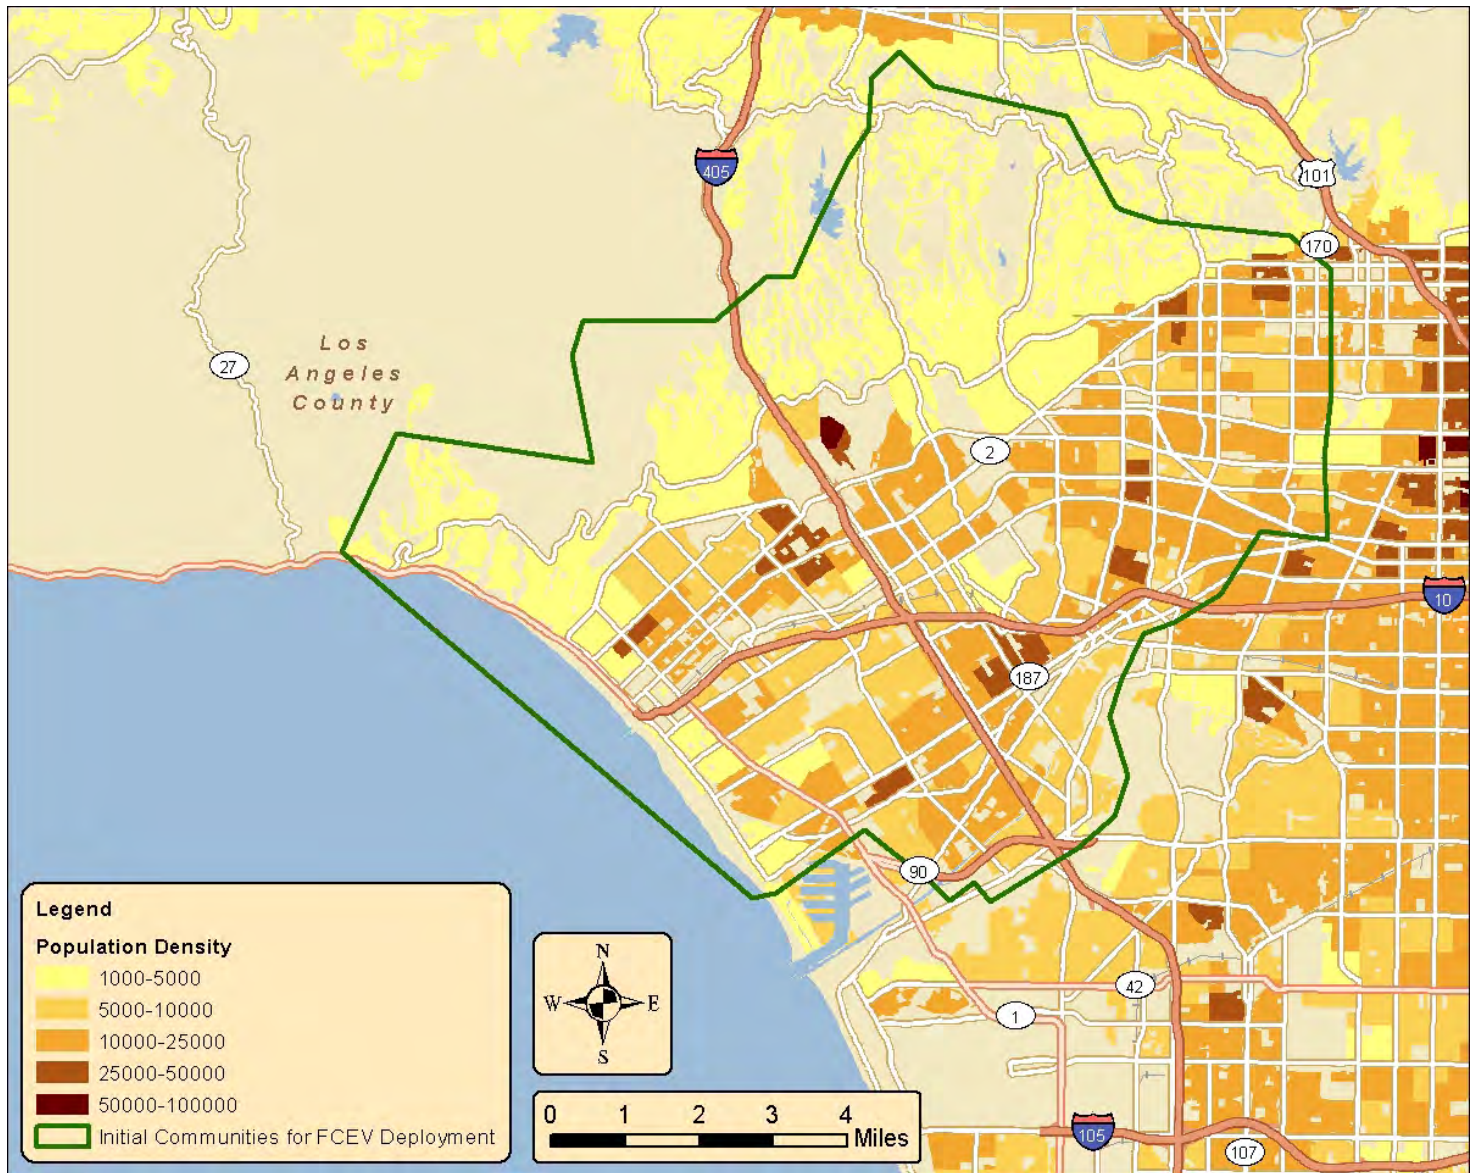 405
101
170
Los
Angeles
County
27
2
10
187
90
Legend
Population Density
1000-5000
5000-10000
10000-25000
25000-50000
50000-100000
Initial Communities for FCEV Deployment
N
W E
S
42
1
0 1 2 3 4
Miles
105
107